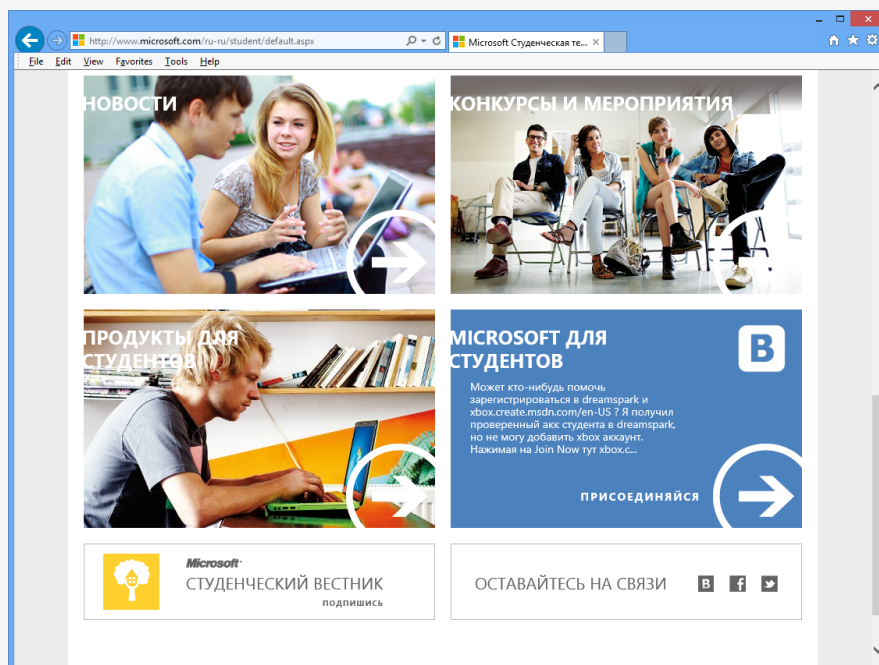 http://www.microsoft.com/ru-ru/student/default.aspx
Microsoft Студенческая те...
File Edit View Favorites Tools Help
НОВОСТИ
КОНКУРСЫ И МЕРОПРИЯТИЯ
ПРОДУКТЫ ДЛЯ
СТУДЕНТОВ
MICROSOFT ДЛЯ
СТУДЕНТОВ
B
Может кто-нибудь помочь
зарегистрироваться в dreamspark и
xbox.create.msdn.com/en-US ? Я получил
проверенный акк студента в dreamspark,
но не могу добавить xbox аккаунт.
Нажимая на Join Now тут xbox.c...
ПРИСОЕДИНЯЙСЯ
Microsoft
СТУДЕНЧЕСКИЙ ВЕСТНИК
подпишись
ОСТАВАЙТЕСЬ НА СВЯЗИ
B f